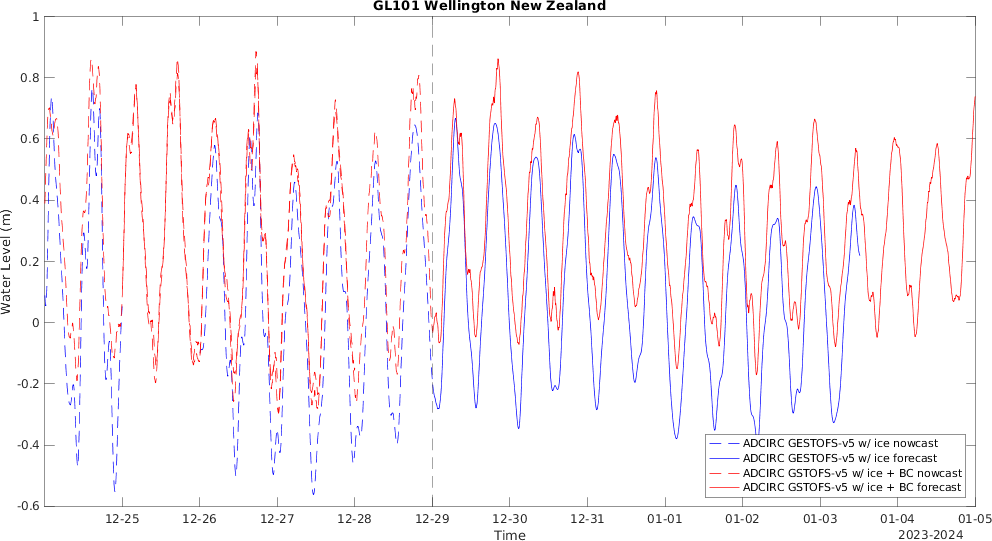 GL101 Wellington New Zealand
Water Level (m)
1
0.8
0.6
0.4
0.2
0
-0.2
-0.4
-0.6
ADCIRC GESTOFS-v5 w/ ice nowcast
ADCIRC GESTOFS-v5 w/ ice forecast
ADCIRC GSTOFS-v5 w/ ice + BC nowcast
ADCIRC GSTOFS-v5 w/ ice + BC forecast
12-25 12-26 12-27 12-28 12-29 12-30 12-31 01-01 01-02 01-03 01-04 01-05
Time
2023-2024